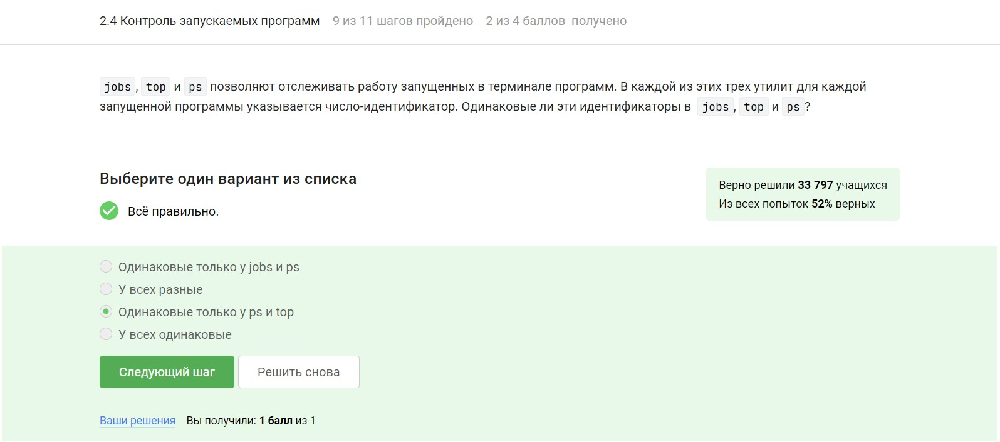 2.4 Контроль запускаемых программ 9 из 11 шагов пройдено 2 из 4 баллов получено
jobs, top и ps позволяют отслеживать работу запущенных в терминале программ. В каждой из этих трех утилит для каждой
запущенной программы указывается число-идентификатор. Одинаковые ли эти идентификаторы в jobs, top и ps?
Выберите один вариант из списка
Всё правильно.
Верно решили 33 797 учащихся
Из всех попыток 52% верных
Одинаковые только у jobs и ps
У всех разные
Одинаковые только у ps и top
У всех одинаковые
Следующий шаг Решить снова
Ваши решения Вы получили: 1 балл из 1